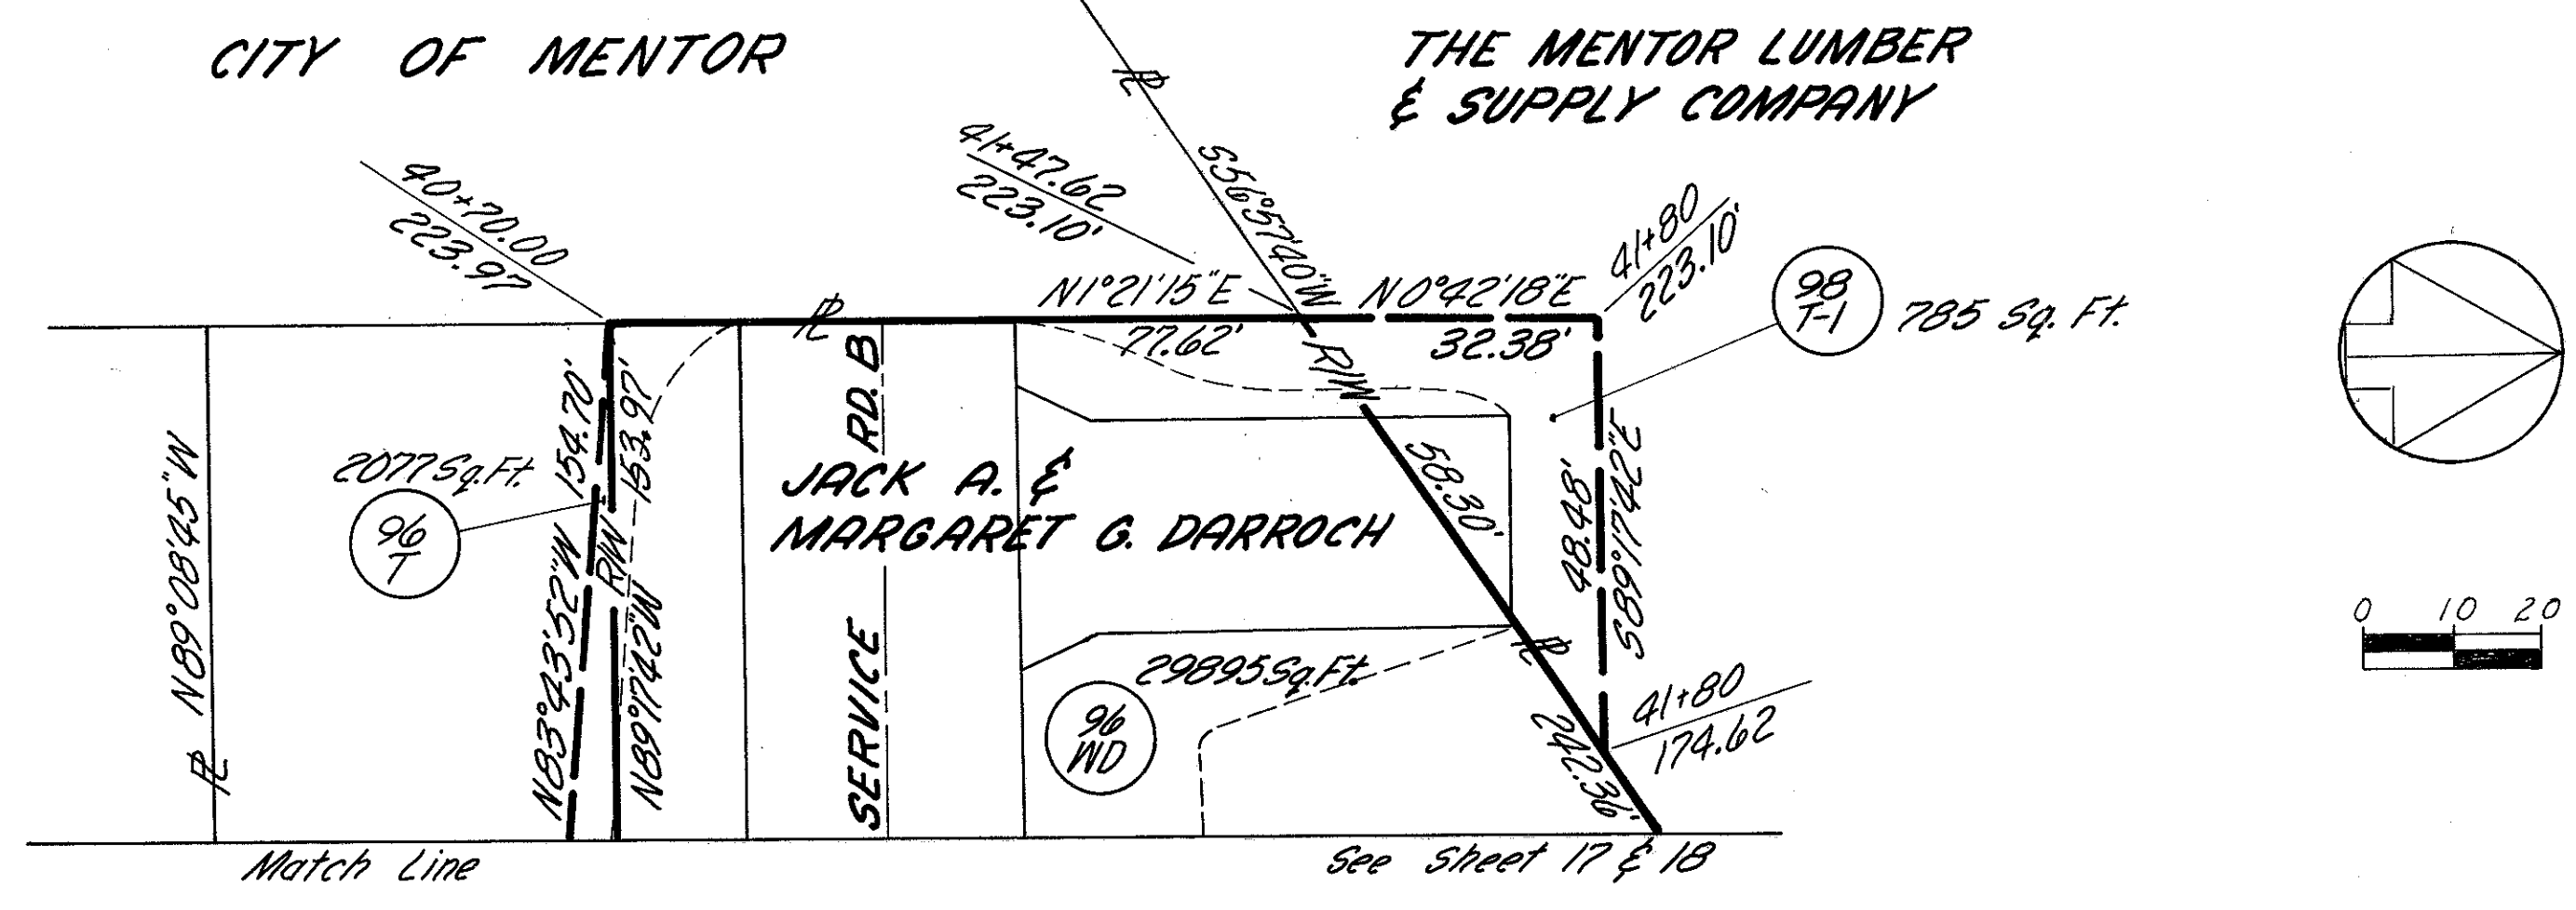 CITY OF MENTOR
THE MENTOR LUMBER
& SUPPLY COMPANY
PL
40+70.00
223.97
41+47.62
223.10'
S56°57'40"W
41+80
223.10'
98
T-1
785 Sq. Ft.
N1°21'15"E
N0°42'18"E
PL
77.62'
32.38'
R/W
N89°08'45"W
PL
2077 Sq. Ft.
96
T
N83°43'52"W 154.70'
R/W
N89°17'42"W 153.97'
SERVICE RD. B
JACK A. &
MARGARET G. DARROCH
58.30'
48.48'
S89°17'42"E
PL
29895 Sq. Ft.
96
WD
242.36'
41+80
174.62
0 10 20
Match Line
See Sheet 17 & 18